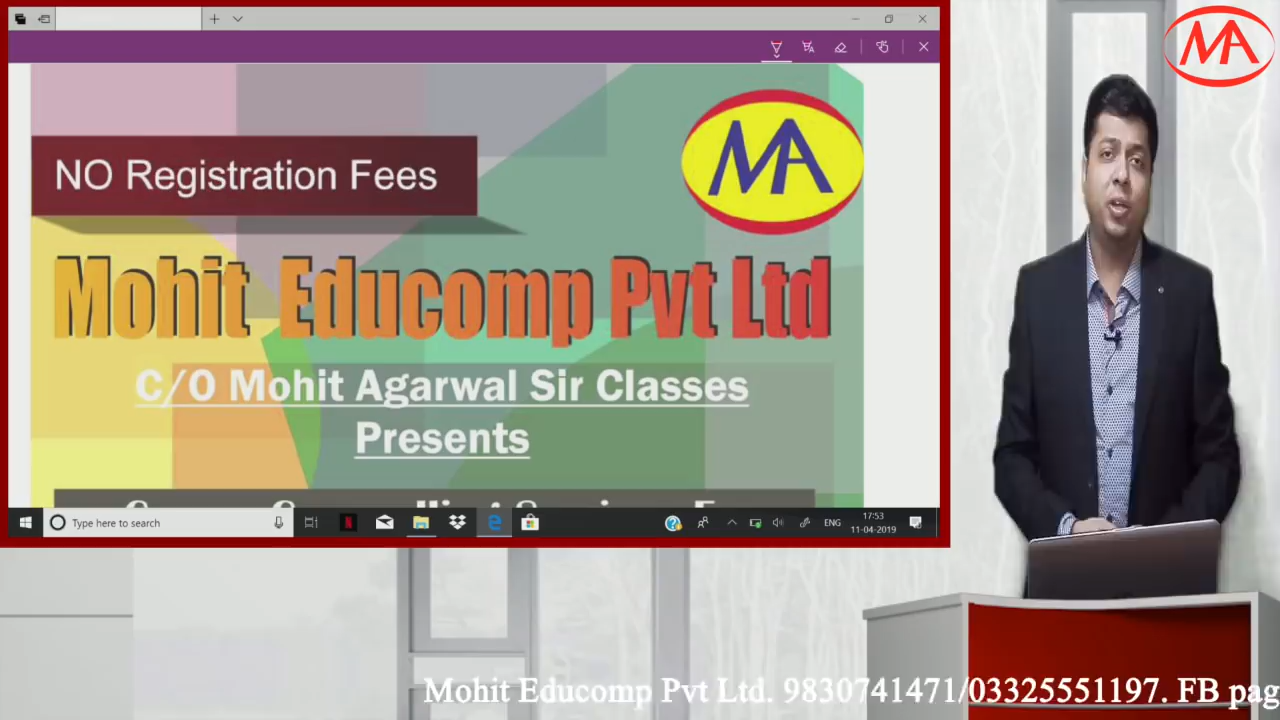 MA
NO Registration Fees
MA
Mohit Educomp Pvt Ltd
C/O Mohit Agarwal Sir Classes
Presents
Type here to search
ENG
17:53
11-04-2019
Mohit Educomp Pvt Ltd. 9830741471/03325551197. FB pag